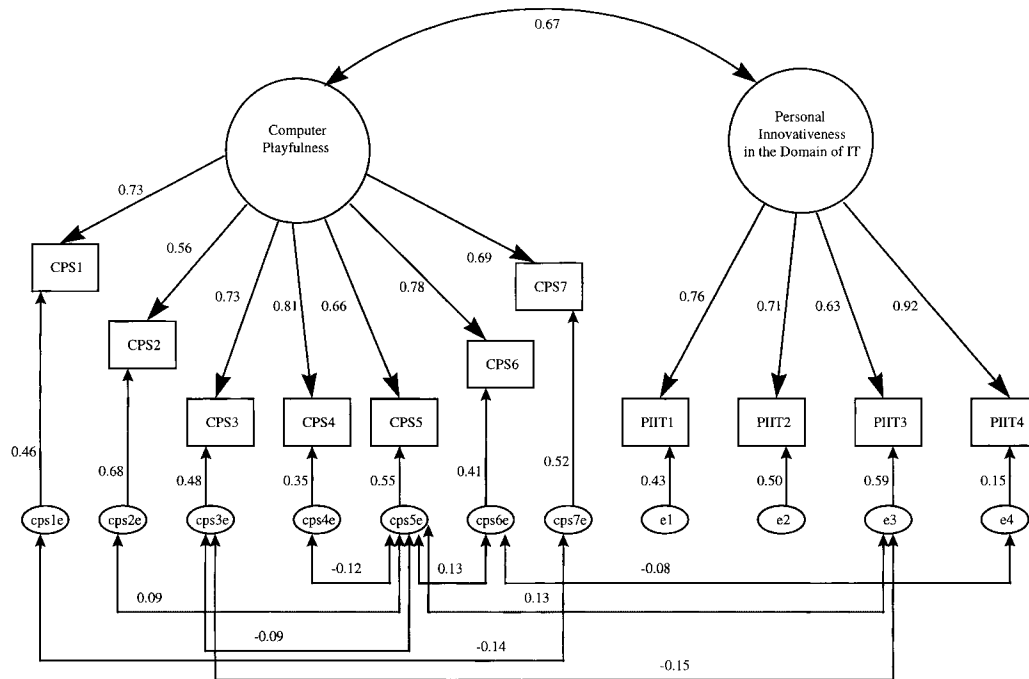 0.67
Computer
Playfulness
Personal
Innovativeness
in the Domain of IT
0.73
0.56
0.73
0.81
0.66
0.78
0.69
0.76
0.71
0.63
0.92
CPS1
CPS2
CPS3
CPS4
CPS5
CPS6
CPS7
PIIT1
PIIT2
PIIT3
PIIT4
0.46
0.68
0.48
0.35
0.55
0.41
0.52
0.43
0.50
0.59
0.15
cps1e
cps2e
cps3e
cps4e
cps5e
cps6e
cps7e
e1
e2
e3
e4
-0.12
0.13
-0.08
0.09
0.13
-0.09
-0.14
-0.15